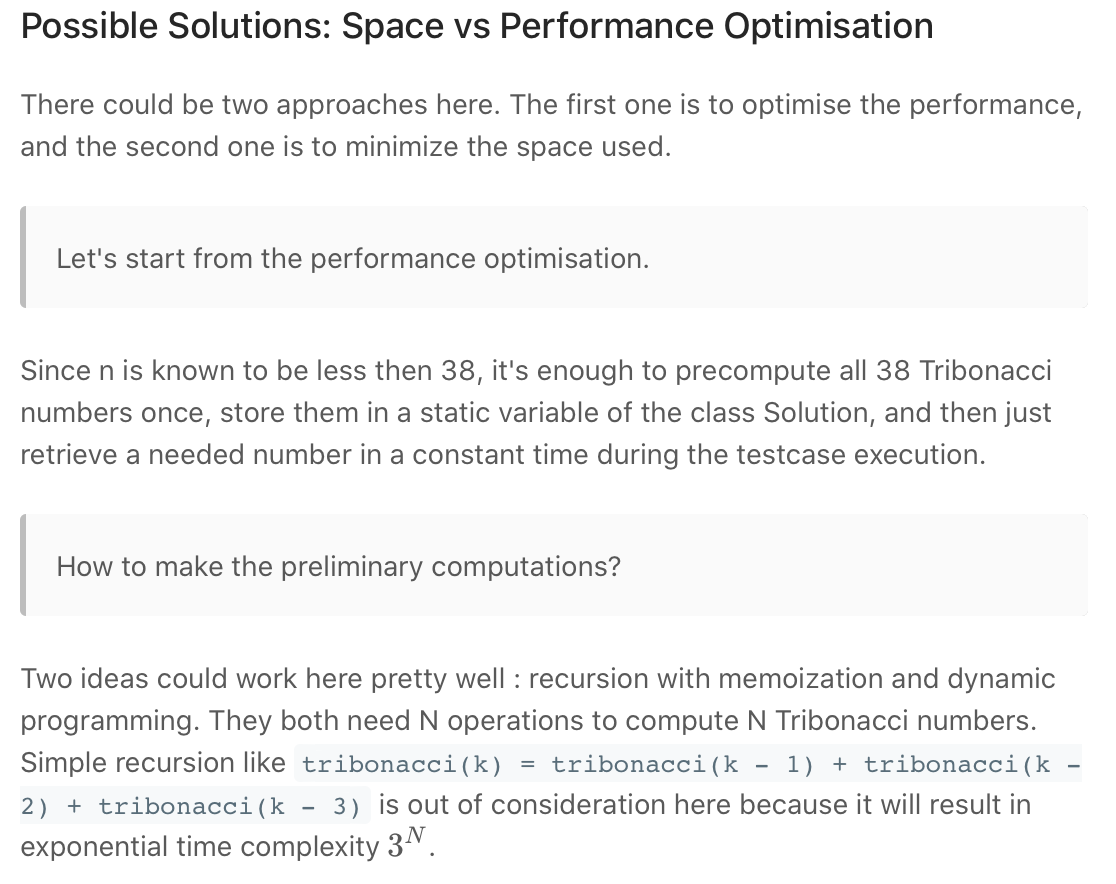 Possible Solutions: Space vs Performance Optimisation
There could be two approaches here. The first one is to optimise the performance,
and the second one is to minimize the space used.
Let's start from the performance optimisation.
Since n is known to be less then 38, it's enough to precompute all 38 Tribonacci
numbers once, store them in a static variable of the class Solution, and then just
retrieve a needed number in a constant time during the testcase execution.
How to make the preliminary computations?
Two ideas could work here pretty well : recursion with memoization and dynamic
programming. They both need N operations to compute N Tribonacci numbers.
Simple recursion like tribonacci(k) = tribonacci(k - 1) + tribonacci(k -
2) + tribonacci(k - 3) is out of consideration here because it will result in
exponential time complexity 3^N.